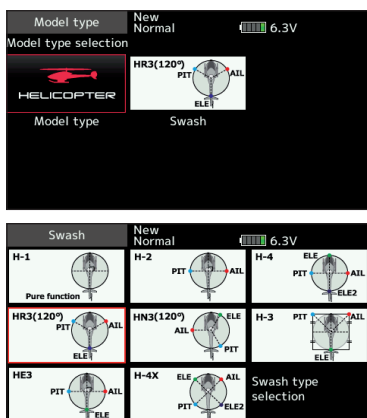 Model type
New
Normal
6.3V
Model type selection
HR3(120°)
PIT
AIL
ELE
HELICOPTER
Model type
Swash
Swash
New
Normal
6.3V
H-1
Pure function
H-2
PIT
AIL
H-4
ELE
PIT
AIL
ELE2
HR3(120°)
PIT
AIL
ELE
HN3(120°)
ELE
AIL
PIT
H-3
PIT
AIL
ELE
HE3
PIT
AIL
ELE
H-4X
ELE
AIL
PIT
ELE2
Swash type
selection